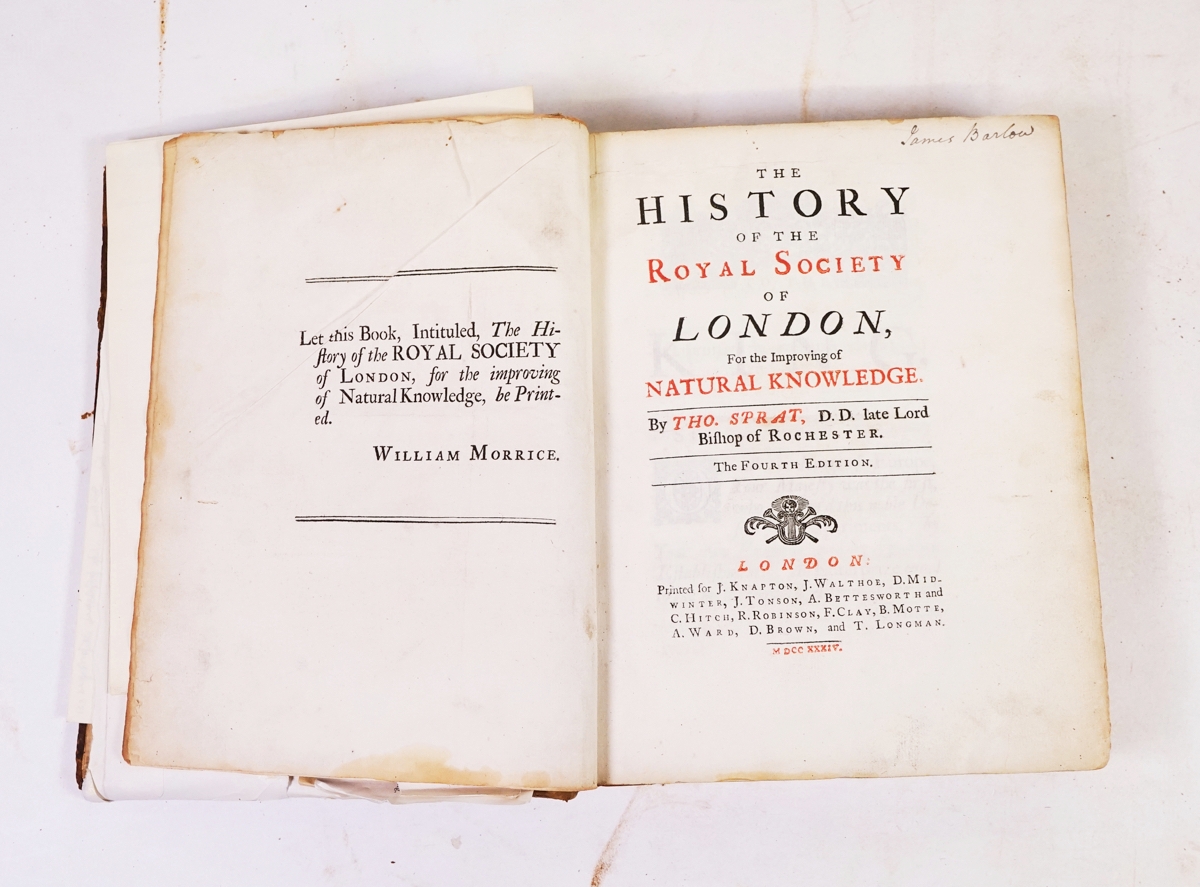 Let this Book, Intituled, The Hi-
ſtory of the ROYAL SOCIETY
of LONDON, for the improving
of Natural Knowledge, be Print-
ed.
WILLIAM MORRICE.
James Barlow
THE
HISTORY
OF THE
ROYAL SOCIETY
OF
LONDON,
For the Improving of
NATURAL KNOWLEDGE.
By THO. SPRAT, D.D. late Lord
Biſhop of ROCHESTER.
The FOURTH EDITION.
LONDON:
Printed for J. KNAPTON, J. WALTHOE, D. MID-
WINTER, J. TONSON, A. BETTESWORTH and
C. HITCH, R. ROBINSON, F. CLAY, B. MOTTE,
A. WARD, D. BROWN, and T. LONGMAN.
MDCCXXXIV.